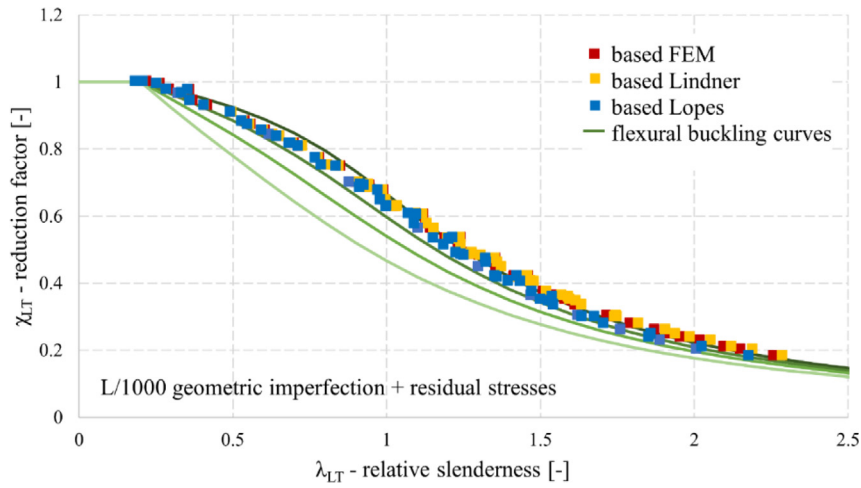 1.2
1
0.8
0.6
0.4
0.2
0
χLT - reduction factor [-]
based FEM
based Lindner
based Lopes
flexural buckling curves
L/1000 geometric imperfection + residual stresses
0 0.5 1 1.5 2 2.5
λLT - relative slenderness [-]